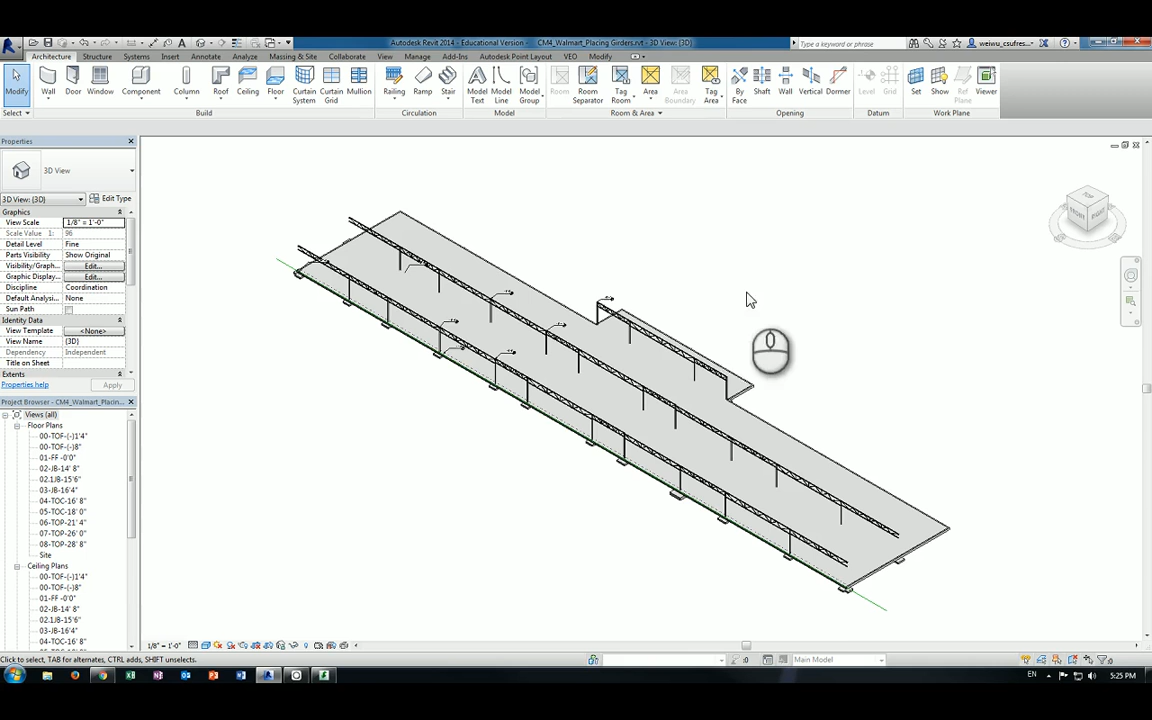 Autodesk Revit 2014 - Educational Version - CM4_Walmart_Placing Girders.rvt - 3D View: {3D}
Type a keyword or phrase
weiwu_csufres...
Architecture Structure Systems Insert Annotate Analyze Massing & Site Collaborate View Manage Add-Ins Autodesk Point Layout VEO Modify
Modify Wall Door Window Component Column Roof Ceiling Floor Curtain System Curtain Grid Mullion Railing Ramp Stair Model Text Model Line Model Group Room Room Separator Tag Room Area Area Boundary Tag Area By Face Shaft Wall Vertical Dormer Level Grid Set Show Ref Plane Viewer
Select Build Circulation Model Room & Area Opening Datum Work Plane
Properties
3D View
3D View: {3D} Edit Type
Graphics
View Scale 1/8" = 1'-0"
Scale Value 1: 96
Detail Level Fine
Parts Visibility Show Original
Visibility/Graph... Edit...
Graphic Display... Edit...
Discipline Coordination
Default Analysi... None
Sun Path
Identity Data
View Template <None>
View Name {3D}
Dependency Independent
Title on Sheet
Extents
Properties help Apply
Project Browser - CM4_Walmart_Placin...
Views (all)
Floor Plans
00-TOF-(-)1'4"
00-TOF-(-)8"
01-FF -0'0"
02-JB-14' 8"
02.1JB-15'6"
03-JB-16'4"
04-TOC-16' 8"
05-TOC-18' 0"
06-TOP-21' 4"
07-TOP-26' 0"
08-TOP-28' 8"
Site
Ceiling Plans
00-TOF-(-)1'4"
00-TOF-(-)8"
01-FF -0'0"
02-JB-14' 8"
02.1JB-15'6"
03-JB-16'4"
04-TOC-16' 8"
TOP
FRONT
RIGHT
1/8" = 1'-0"
Click to select, TAB for alternates, CTRL adds, SHIFT unselects.
:0
Main Model
:0
EN
5:25 PM